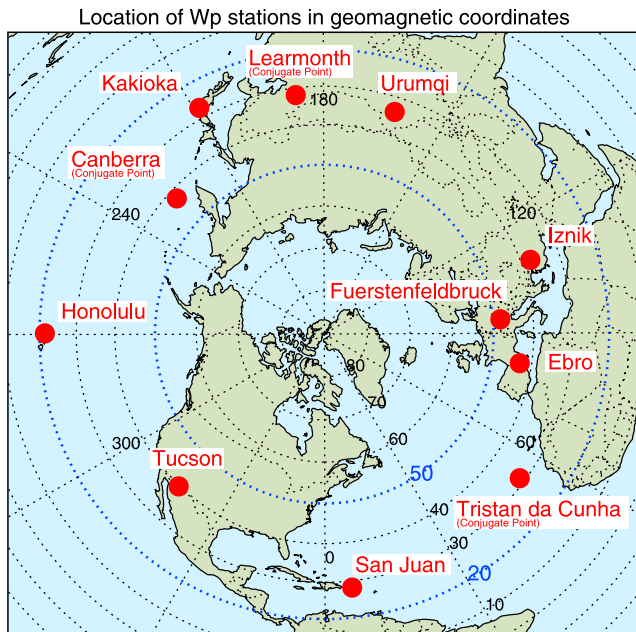 Location of Wp stations in geomagnetic coordinates
Learmonth
(Conjugate Point)
Kakioka
Urumqi
180
Canberra
(Conjugate Point)
240
120
Iznik
Fuerstenfeldbruck
Honolulu
Ebro
80
70
300
60
60
Tucson
50
Tristan da Cunha
(Conjugate Point)
40
30
0
San Juan
20
10